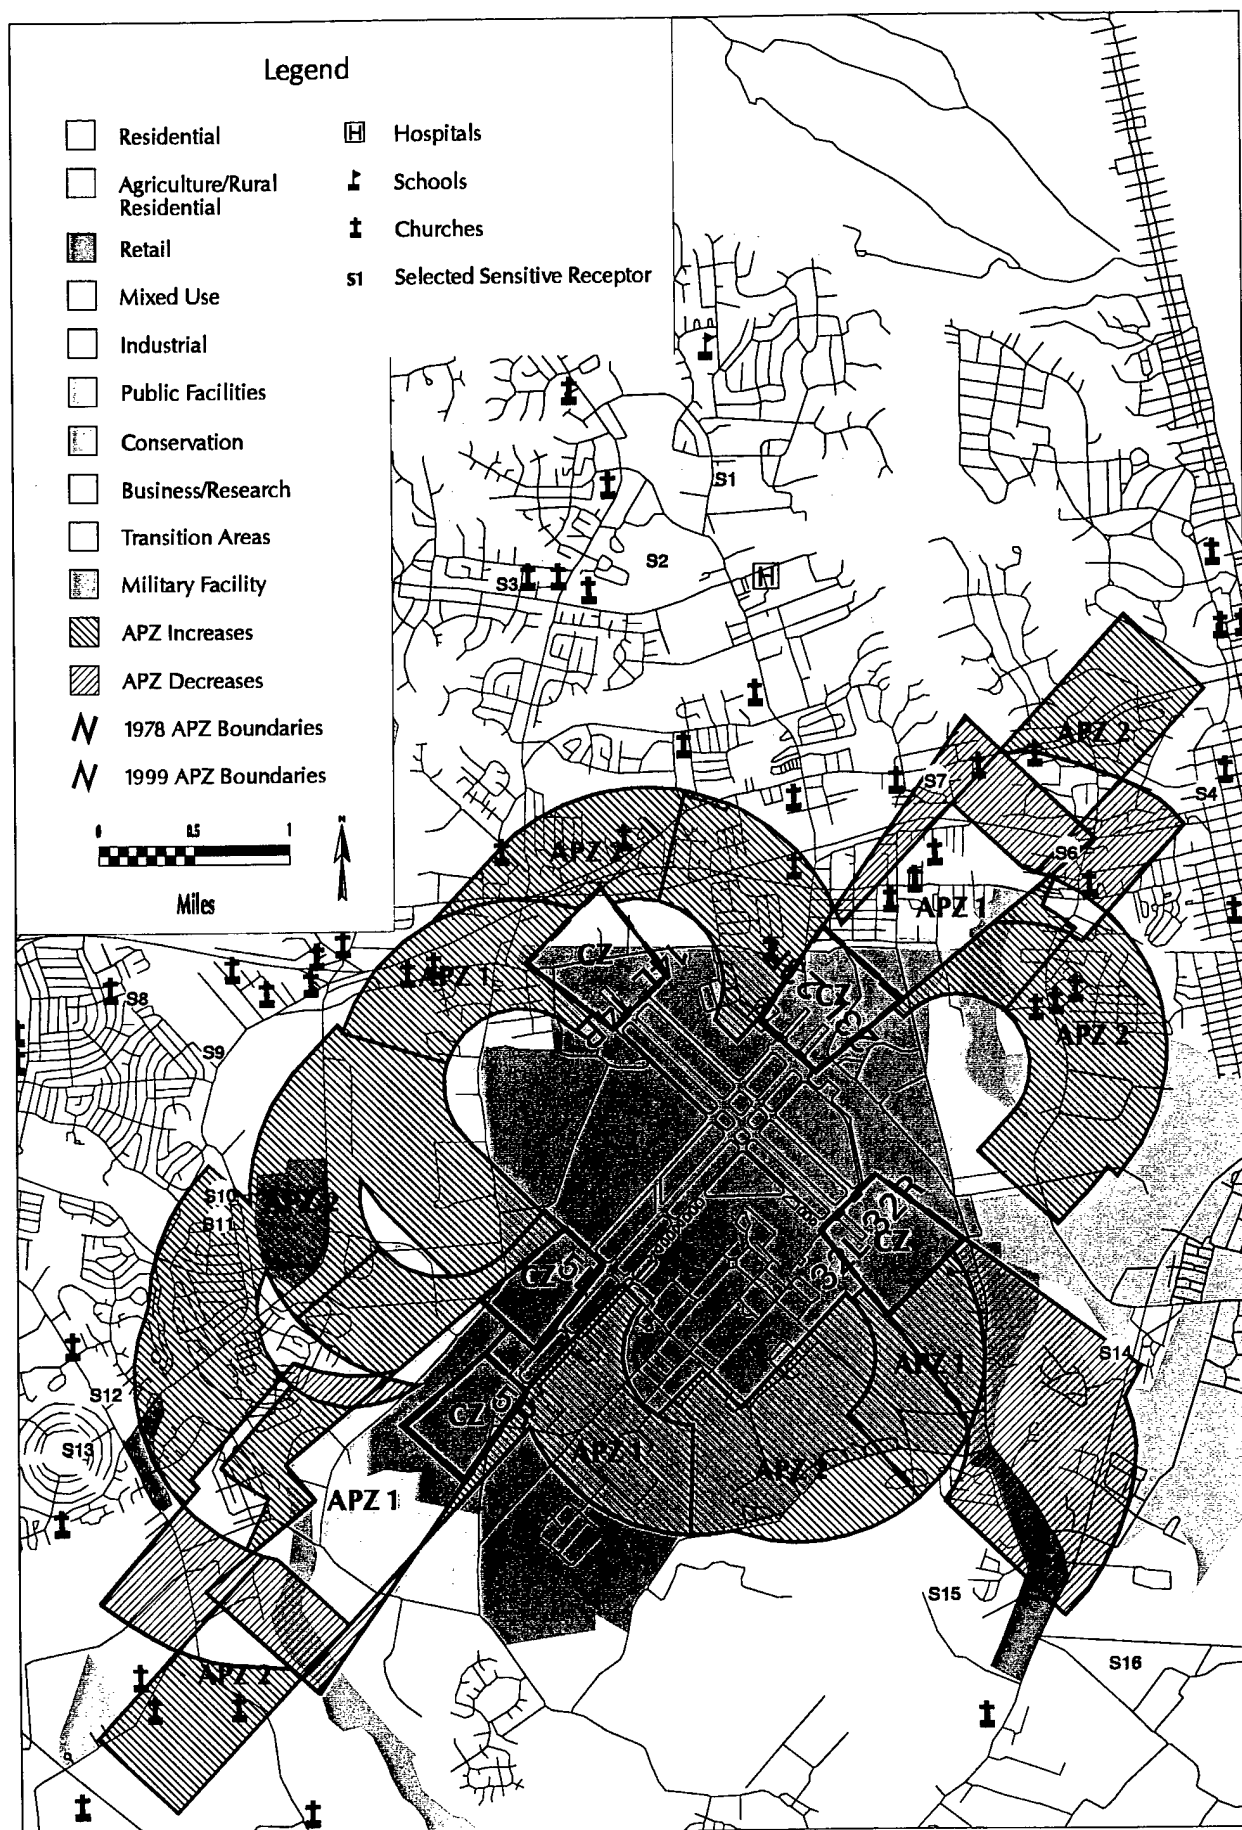 Legend
Residential
Agriculture/Rural
Residential
Retail
Mixed Use
Industrial
Public Facilities
Conservation
Business/Research
Transition Areas
Military Facility
APZ Increases
APZ Decreases
1978 APZ Boundaries
1999 APZ Boundaries
H Hospitals
Schools
Churches
S1 Selected Sensitive Receptor
0 0.5 1
Miles
N
S1
S2
S3
H
APZ 2
S7
S4
S6
APZ 2
APZ 1
APZ 1
CZ
CZ
S8
S9
APZ 2
S10
S11
CZ
CZ
S12
S13
CZ
APZ 1
S14
APZ 1
APZ 2
APZ 1
S15
S16
APZ 2